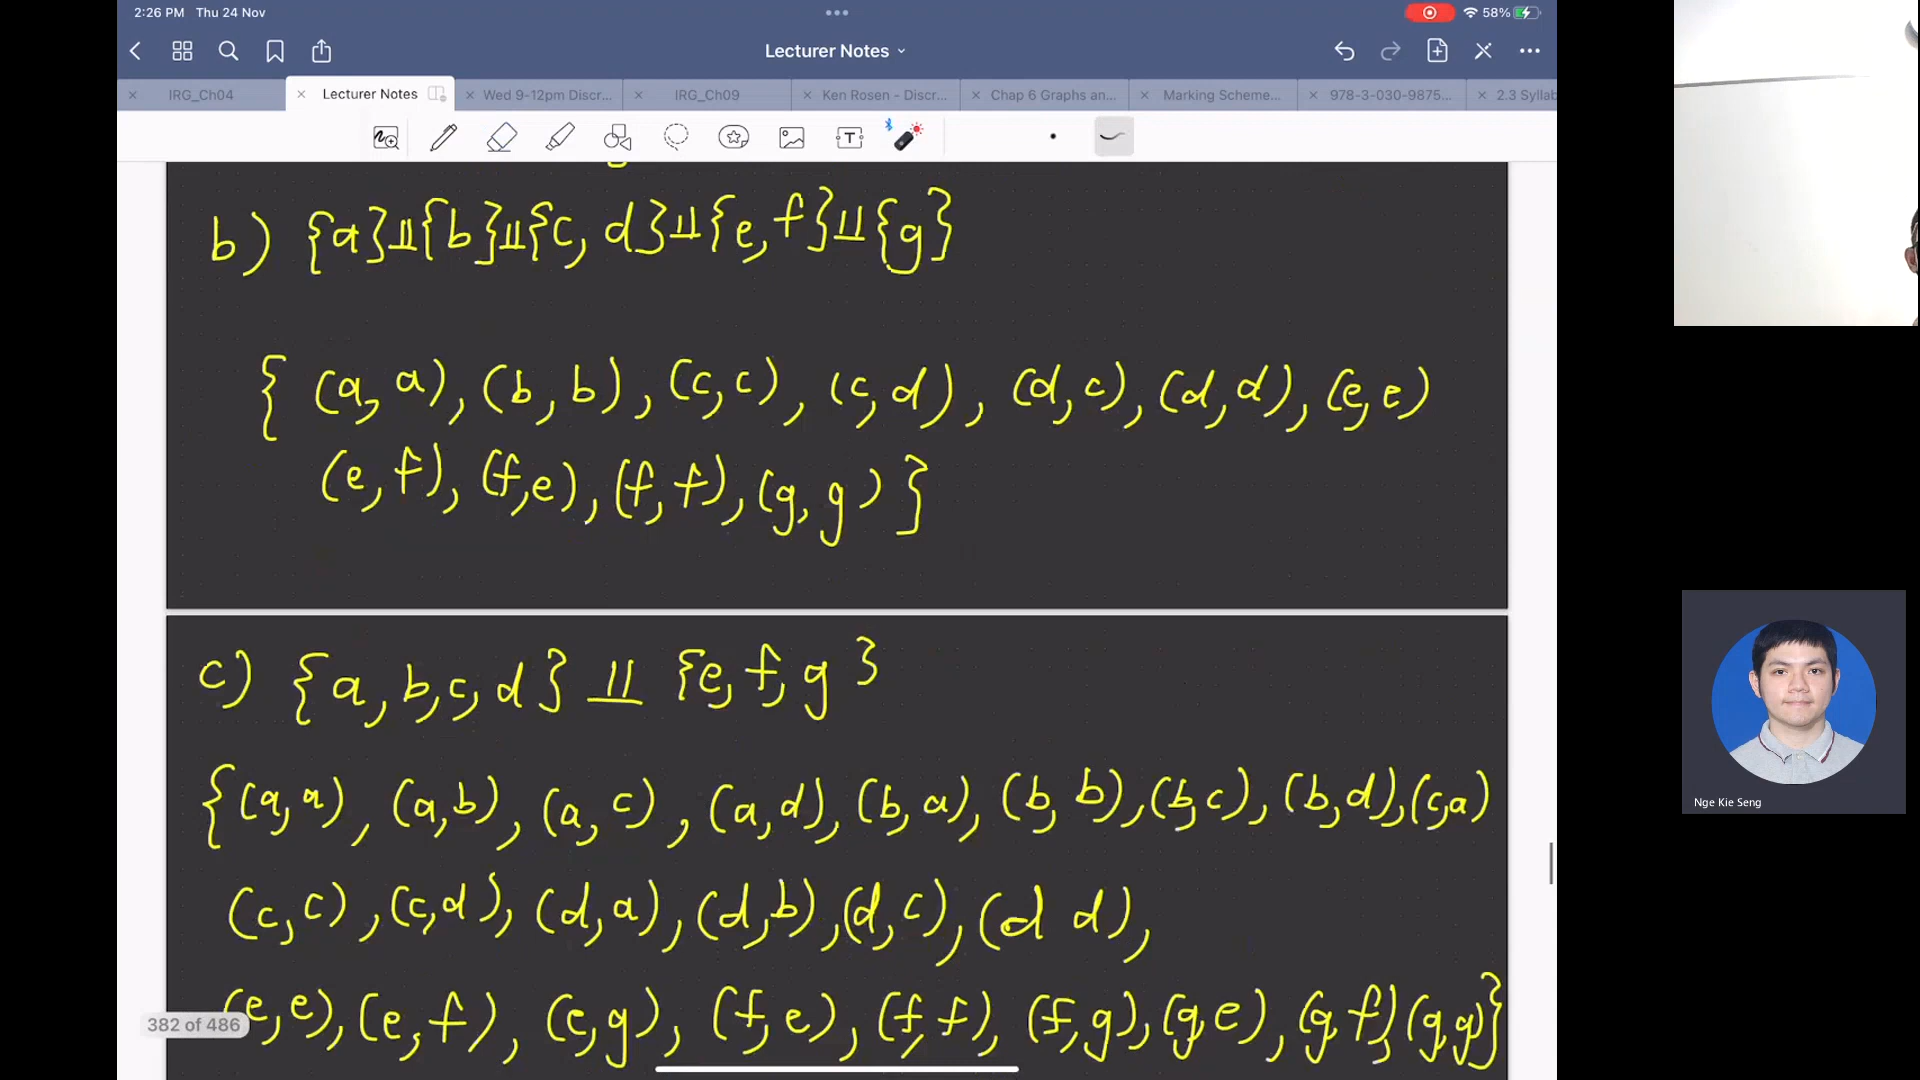 2:26 PM Thu 24 Nov
58%
Lecturer Notes
IRG_Ch04
Lecturer Notes
Wed 9-12pm Discr...
IRG_Ch09
Ken Rosen - Discr...
Chap 6 Graphs an...
Marking Scheme...
978-3-030-9875...
2.3 Syllab
b) {a}⫫{b}⫫{c, d}⫫{e, f}⫫{g}
{ (a, a), (b, b), (c, c), (c, d), (d, c), (d, d), (e, e)
(e, f), (f, e), (f, f), (g, g) }
c) {a, b, c, d} ⫫ {e, f, g}
{(a, a), (a, b), (a, c), (a, d), (b, a), (b, b), (b, c), (b, d), (c, a)
(c, c), (c, d), (d, a), (d, b), (d, c), (d d),
(e, e), (e, f), (e, g), (f, e), (f, f), (f, g), (g, e), (g, f), (g, g)}
382 of 486
Nge Kie Seng